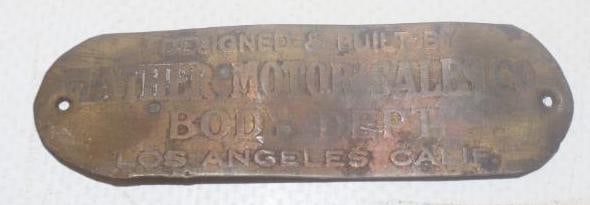 DESIGNED & BUILT BY
MOTOR SALES CO
BODY DEPT.
LOS ANGELES CALIF